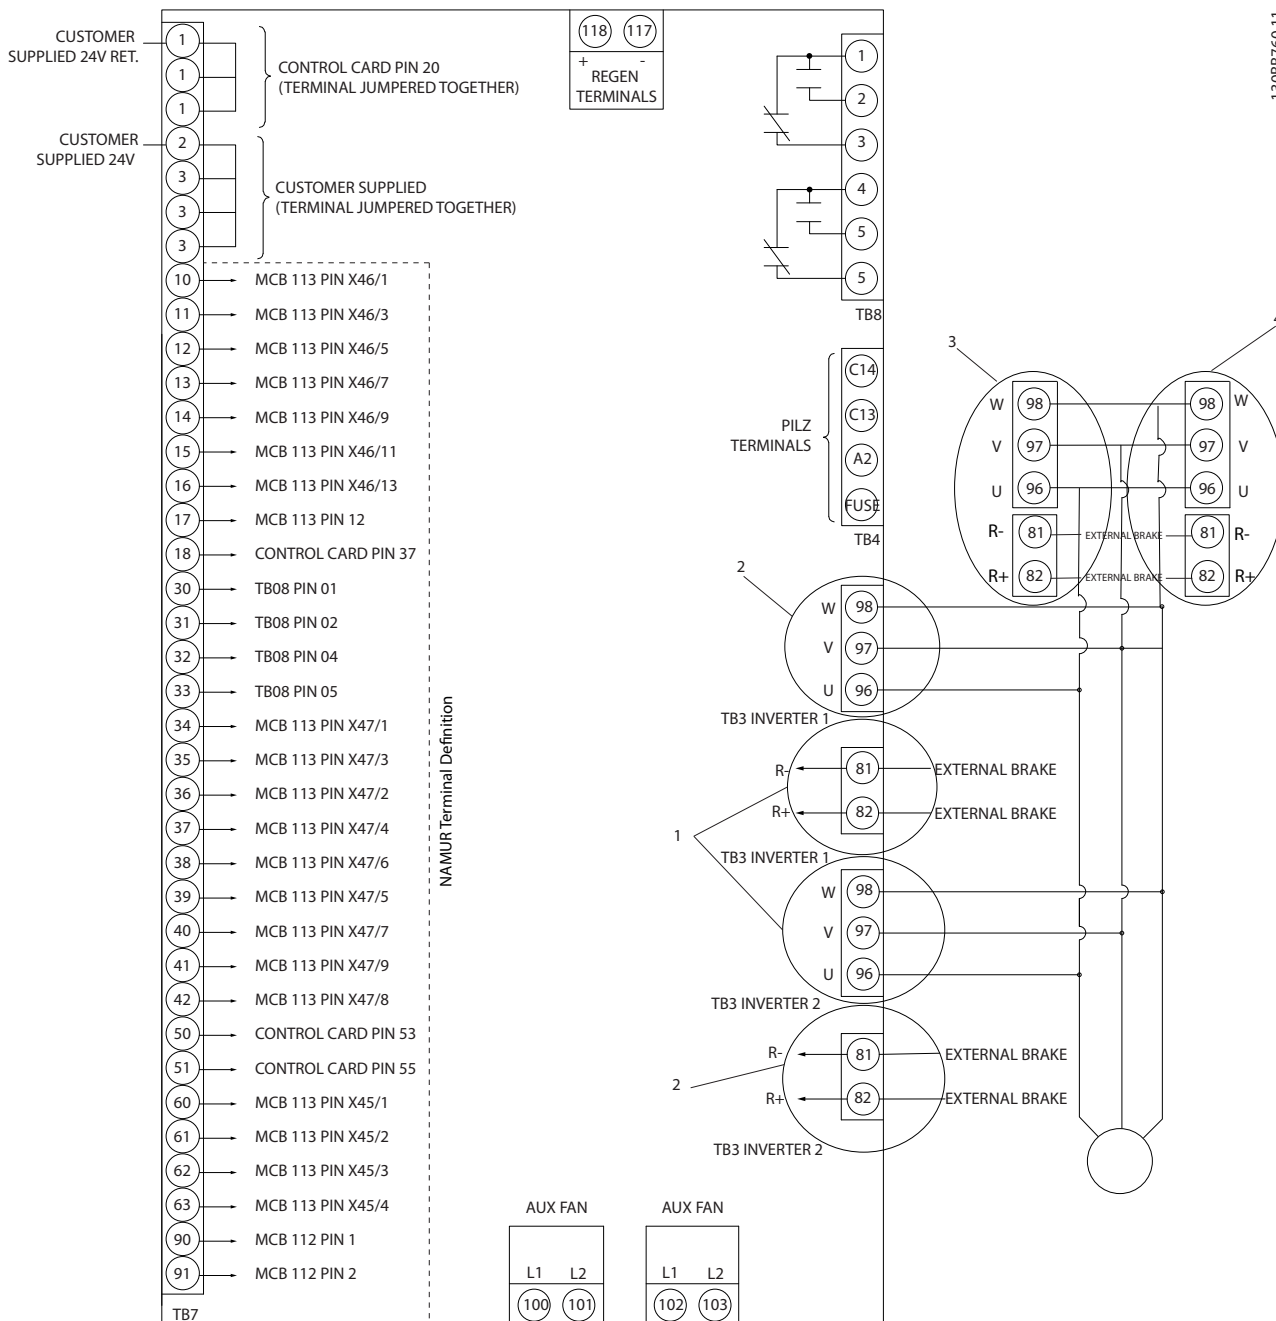 CUSTOMER
SUPPLIED 24V RET.
1
1
1
CONTROL CARD PIN 20
(TERMINAL JUMPERED TOGETHER)
CUSTOMER
SUPPLIED 24V
2
3
3
3
CUSTOMER SUPPLIED
(TERMINAL JUMPERED TOGETHER)
10 MCB 113 PIN X46/1
11 MCB 113 PIN X46/3
12 MCB 113 PIN X46/5
13 MCB 113 PIN X46/7
14 MCB 113 PIN X46/9
15 MCB 113 PIN X46/11
16 MCB 113 PIN X46/13
17 MCB 113 PIN 12
18 CONTROL CARD PIN 37
30 TB08 PIN 01
31 TB08 PIN 02
32 TB08 PIN 04
33 TB08 PIN 05
34 MCB 113 PIN X47/1
35 MCB 113 PIN X47/3
36 MCB 113 PIN X47/2
37 MCB 113 PIN X47/4
38 MCB 113 PIN X47/6
39 MCB 113 PIN X47/5
40 MCB 113 PIN X47/7
41 MCB 113 PIN X47/9
42 MCB 113 PIN X47/8
50 CONTROL CARD PIN 53
51 CONTROL CARD PIN 55
60 MCB 113 PIN X45/1
61 MCB 113 PIN X45/2
62 MCB 113 PIN X45/3
63 MCB 113 PIN X45/4
90 MCB 112 PIN 1
91 MCB 112 PIN 2
TB7
NAMUR Terminal Definition
118 117
+ -
REGEN
TERMINALS
1
2
3
4
5
5
TB8
PILZ
TERMINALS
C14
C13
A2
FUSE
TB4
2
W 98
V 97
U 96
TB3 INVERTER 1
1
R- 81 EXTERNAL BRAKE
R+ 82 EXTERNAL BRAKE
TB3 INVERTER 1
W 98
V 97
U 96
TB3 INVERTER 2
2
R- 81 EXTERNAL BRAKE
R+ 82 EXTERNAL BRAKE
TB3 INVERTER 2
3
W 98 98 W
V 97 97 V
U 96 96 U
R- 81 EXTERNAL BRAKE 81 R-
R+ 82 EXTERNAL BRAKE 82 R+
AUX FAN
L1 L2
100 101
AUX FAN
L1 L2
102 103